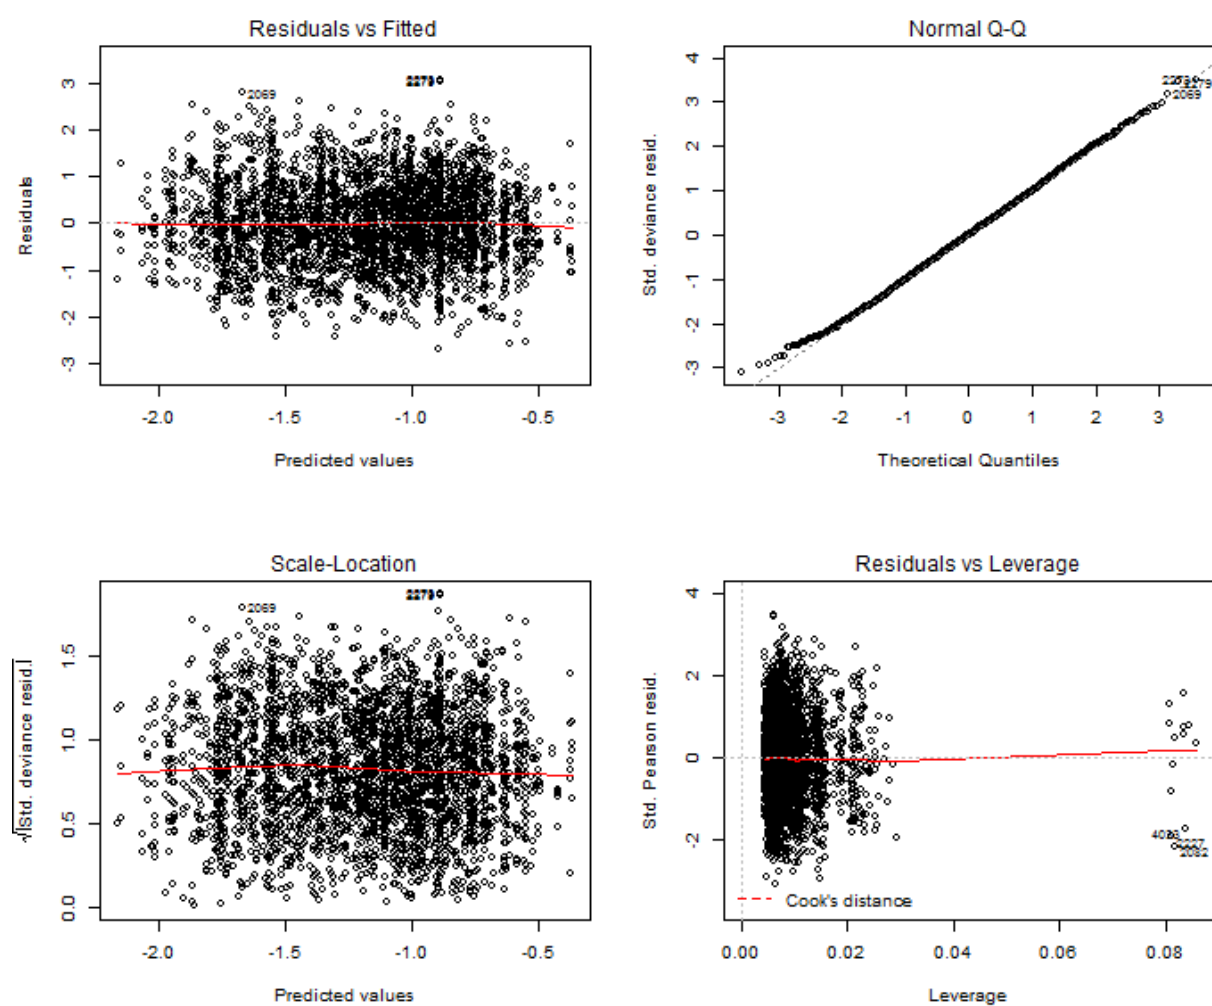 Residuals vs Fitted
3
2
1
0
-1
-2
-3
Residuals
2069
-2.0 -1.5 -1.0 -0.5
Predicted values
Normal Q-Q
4
3
2
1
0
-1
-2
-3
Std. deviance resid.
2069
-3 -2 -1 0 1 2 3
Theoretical Quantiles
Scale-Location
1.5
1.0
0.5
0.0
√|Std. deviance resid.|
2069
-2.0 -1.5 -1.0 -0.5
Predicted values
Residuals vs Leverage
4
2
0
-2
Std. Pearson resid.
2082
Cook's distance
0.00 0.02 0.04 0.06 0.08
Leverage